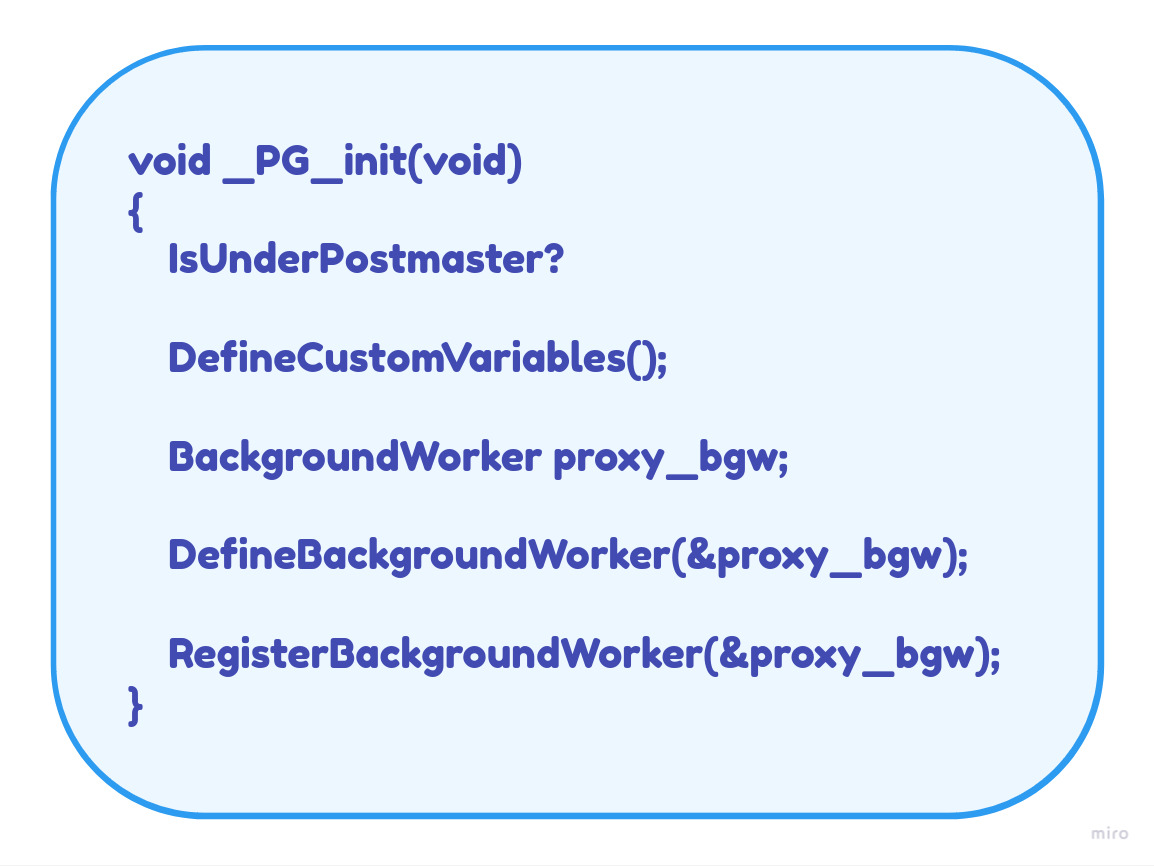 void _PG_init(void)
{
IsUnderPostmaster?
DefineCustomVariables();
BackgroundWorker proxy_bgw;
DefineBackgroundWorker(&proxy_bgw);
RegisterBackgroundWorker(&proxy_bgw);
}
miro